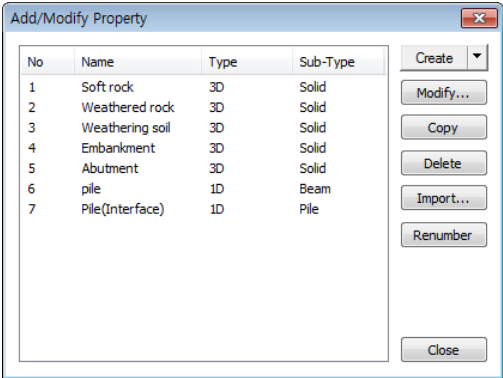 Add/Modify Property
No Name Type Sub-Type
1 Soft rock 3D Solid
2 Weathered rock 3D Solid
3 Weathering soil 3D Solid
4 Embankment 3D Solid
5 Abutment 3D Solid
6 pile 1D Beam
7 Pile(Interface) 1D Pile
Create
Modify...
Copy
Delete
Import...
Renumber
Close